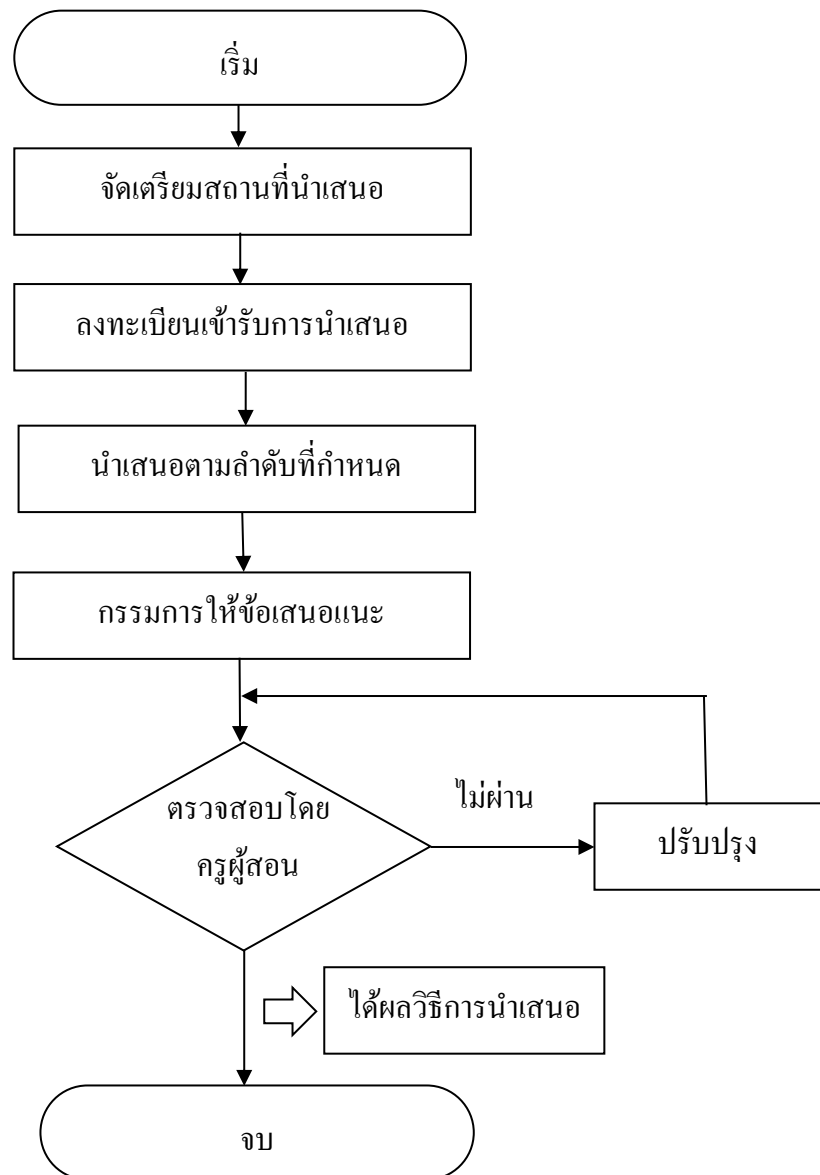 เริ่ม
จัดเตรียมสถานที่นำเสนอ
ลงทะเบียนเข้ารับการนำเสนอ
นำเสนอตามลำดับที่กำหนด
กรรมการให้ข้อเสนอแนะ
ตรวจสอบโดย
ครูผู้สอน
ไม่ผ่าน
ปรับปรุง
ได้ผลวิธีการนำเสนอ
จบ